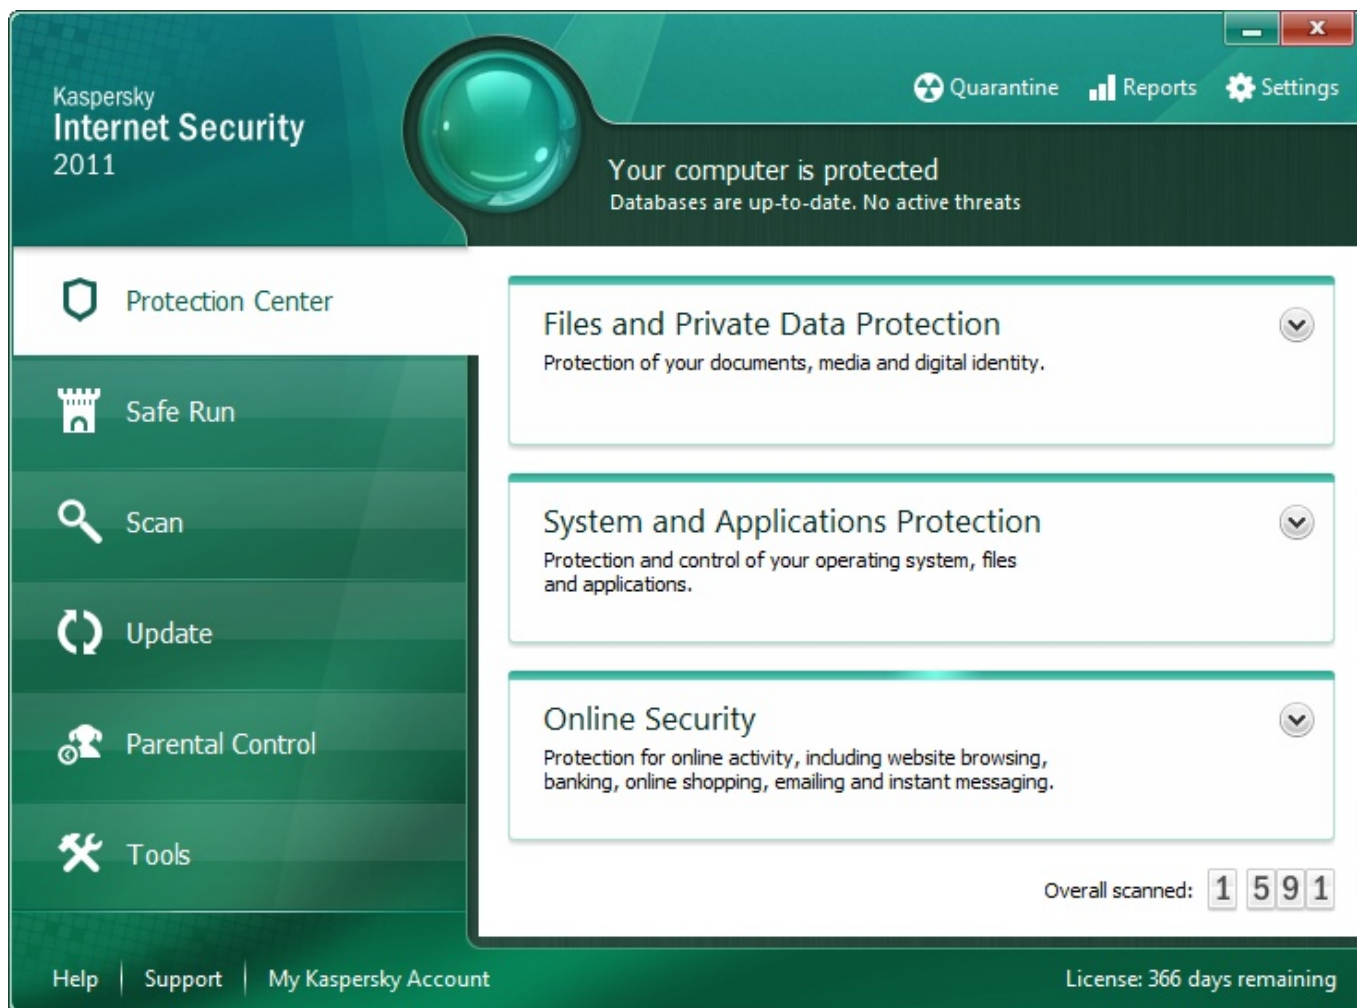 Kaspersky
Internet Security
2011
Quarantine
Reports
Settings
Your computer is protected
Databases are up-to-date. No active threats
Protection Center
Safe Run
Scan
Update
Parental Control
Tools
Files and Private Data Protection
Protection of your documents, media and digital identity.
System and Applications Protection
Protection and control of your operating system, files
and applications.
Online Security
Protection for online activity, including website browsing,
banking, online shopping, emailing and instant messaging.
Overall scanned: 1 591
Help
Support
My Kaspersky Account
License: 366 days remaining